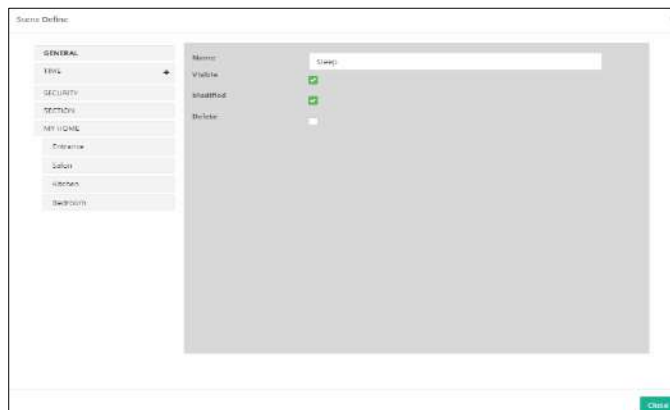 Scene Define
GENERAL
TIME +
SECURITY
SECTION
MY HOME
Entrance
Salon
Kitchen
Bedroom
Name
Sleep
Visible
Modified
Delete
Close